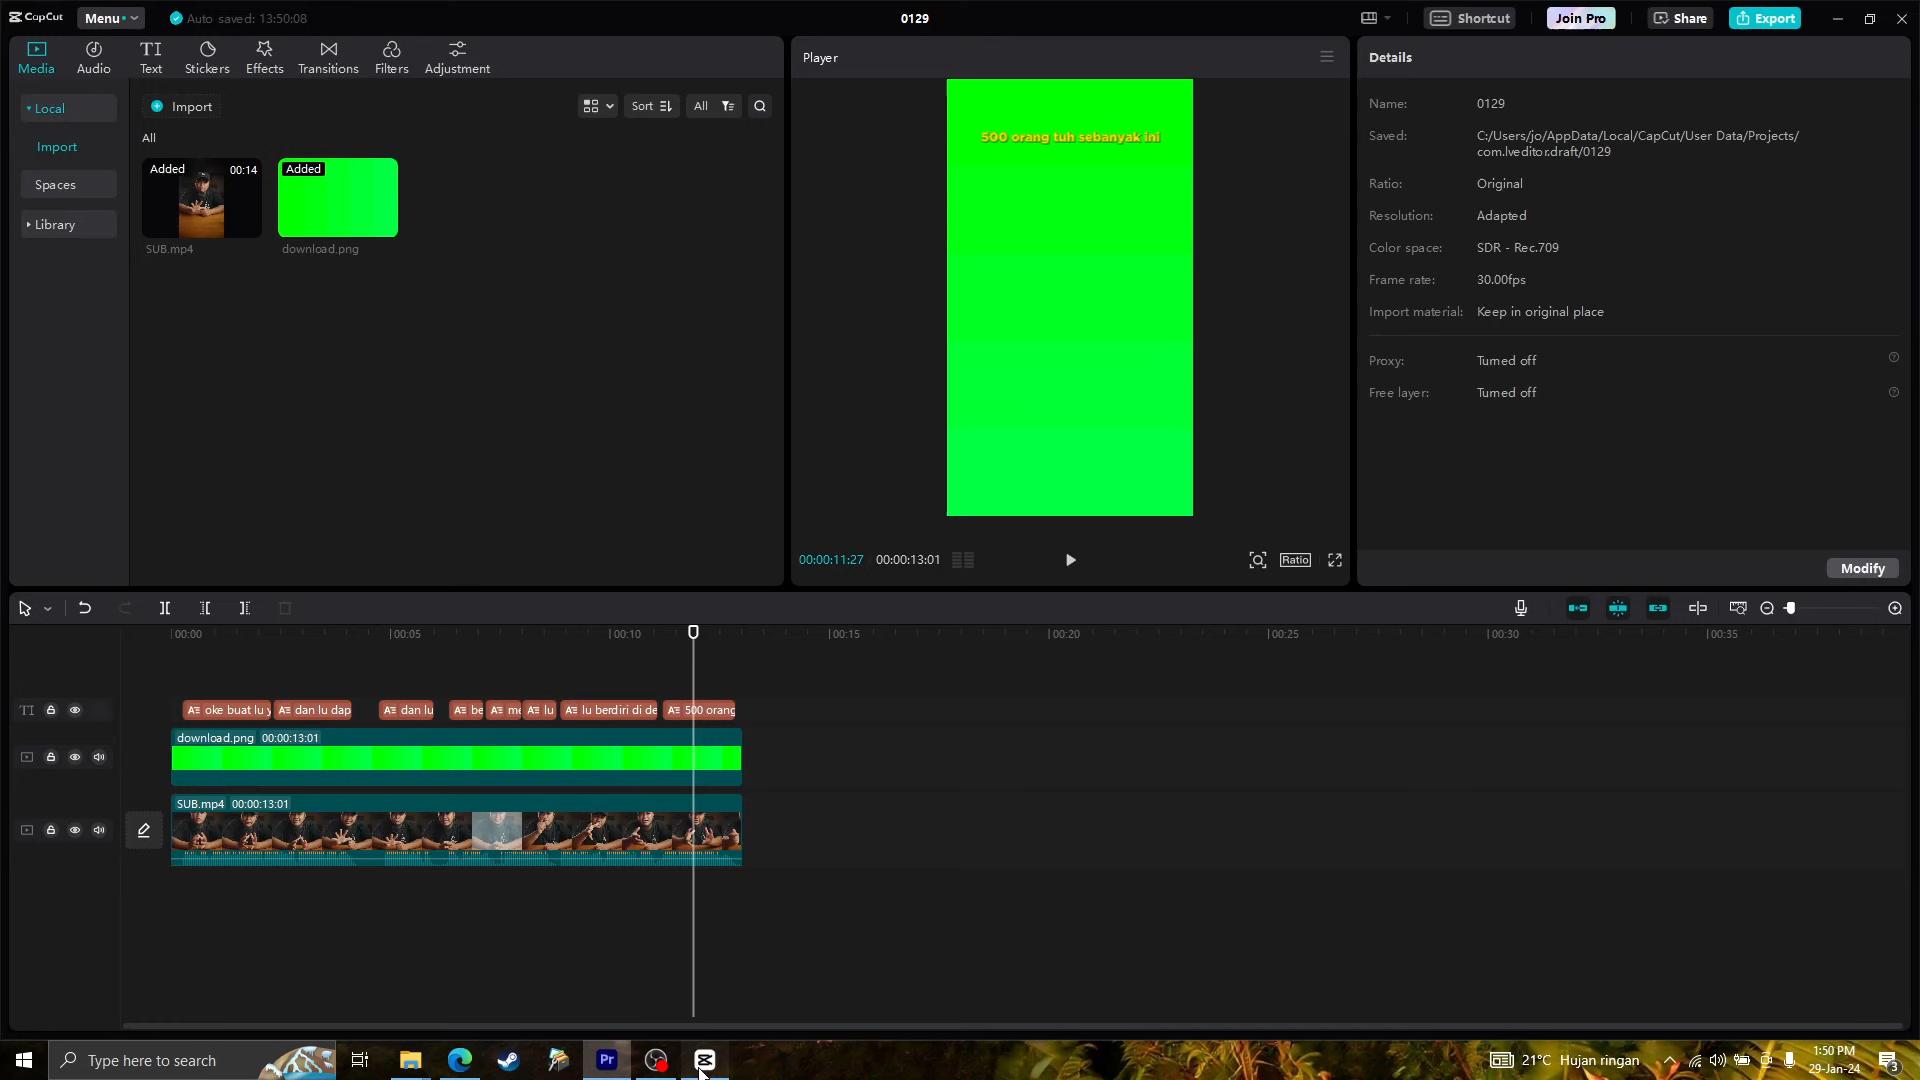 CapCut
Menu
Auto saved: 13:50:08
0129
Shortcut
Join Pro
Share
Export
Media
Audio
TI
Text
Stickers
Effects
Transitions
Filters
Adjustment
Local
Import
Spaces
Library
Import
Sort
All
All
Added
00:14
SUB.mp4
Added
download.png
Player
500 orang tuh sebanyak ini
00:00:11:27
00:00:13:01
Ratio
Details
Name:
0129
Saved:
C:/Users/jo/AppData/Local/CapCut/User Data/Projects/
com.lveditor.draft/0129
Ratio:
Original
Resolution:
Adapted
Color space:
SDR - Rec.709
Frame rate:
30.00fps
Import material:
Keep in original place
Proxy:
Turned off
Free layer:
Turned off
Modify
00:00
00:05
00:10
00:15
00:20
00:25
00:30
00:35
TI
A oke buat lu y
A dan lu dap
A dan lu
A be
A me
A lu
A lu berdiri di de
A 500 orang
download.png 00:00:13:01
SUB.mp4 00:00:13:01
Type here to search
Pr
21°C Hujan ringan
1:50 PM
29-Jan-24
3